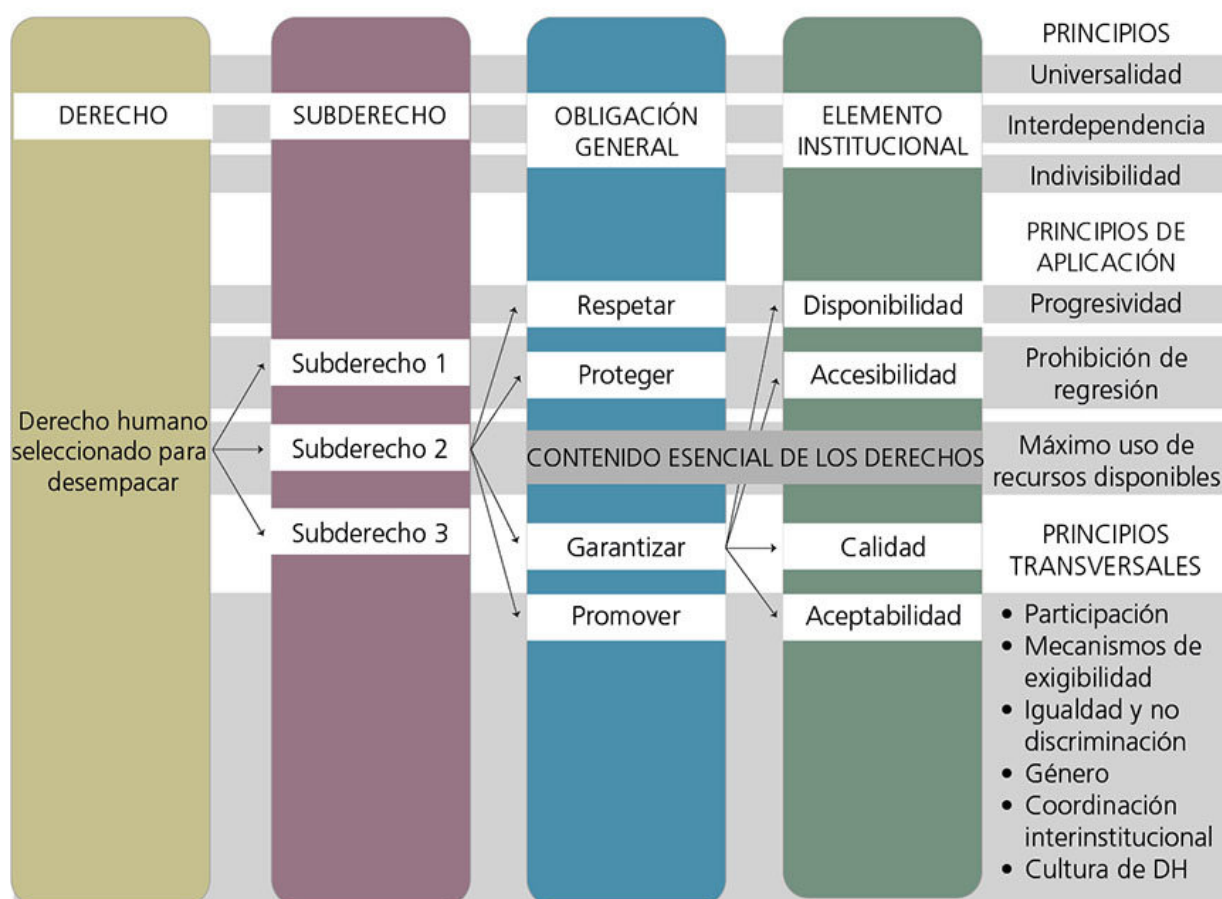 DERECHO
Derecho humano
seleccionado para
desempacar
SUBDERECHO
Subderecho 1
Subderecho 2
Subderecho 3
OBLIGACIÓN
GENERAL
Respetar
Proteger
CONTENIDO ESENCIAL DE LOS DERECHOS
Garantizar
Promover
ELEMENTO
INSTITUCIONAL
Disponibilidad
Accesibilidad
Calidad
Aceptabilidad
PRINCIPIOS
Universalidad
Interdependencia
Indivisibilidad
PRINCIPIOS DE
APLICACIÓN
Progresividad
Prohibición de
regresión
Máximo uso de
recursos disponibles
PRINCIPIOS
TRANSVERSALES
• Participación
• Mecanismos de
exigibilidad
• Igualdad y no
discriminación
• Género
• Coordinación
interinstitucional
• Cultura de DH